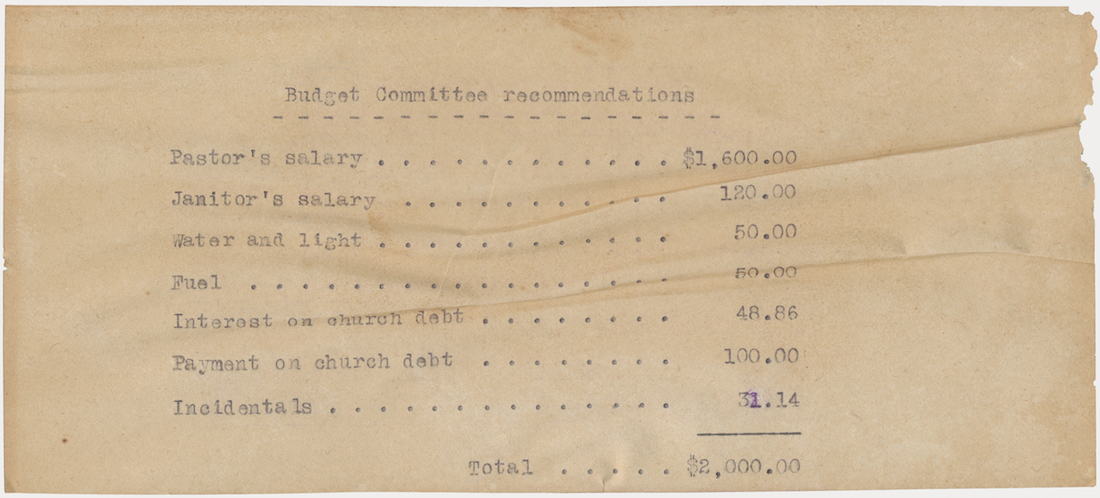 Budget Committee recommendations
- - - - - - - - - - - - - - - - - -
Pastor's salary . . . . . . . . . . . . $1,600.00
Janitor's salary . . . . . . . . . . . 120.00
Water and light . . . . . . . . . . . . 50.00
Fuel . . . . . . . . . . . . . . . . . 50.00
Interest on church debt . . . . . . . . 48.86
Payment on church debt . . . . . . . . 100.00
Incidentals . . . . . . . . . . . . . . 31.14
Total . . . . . $2,000.00